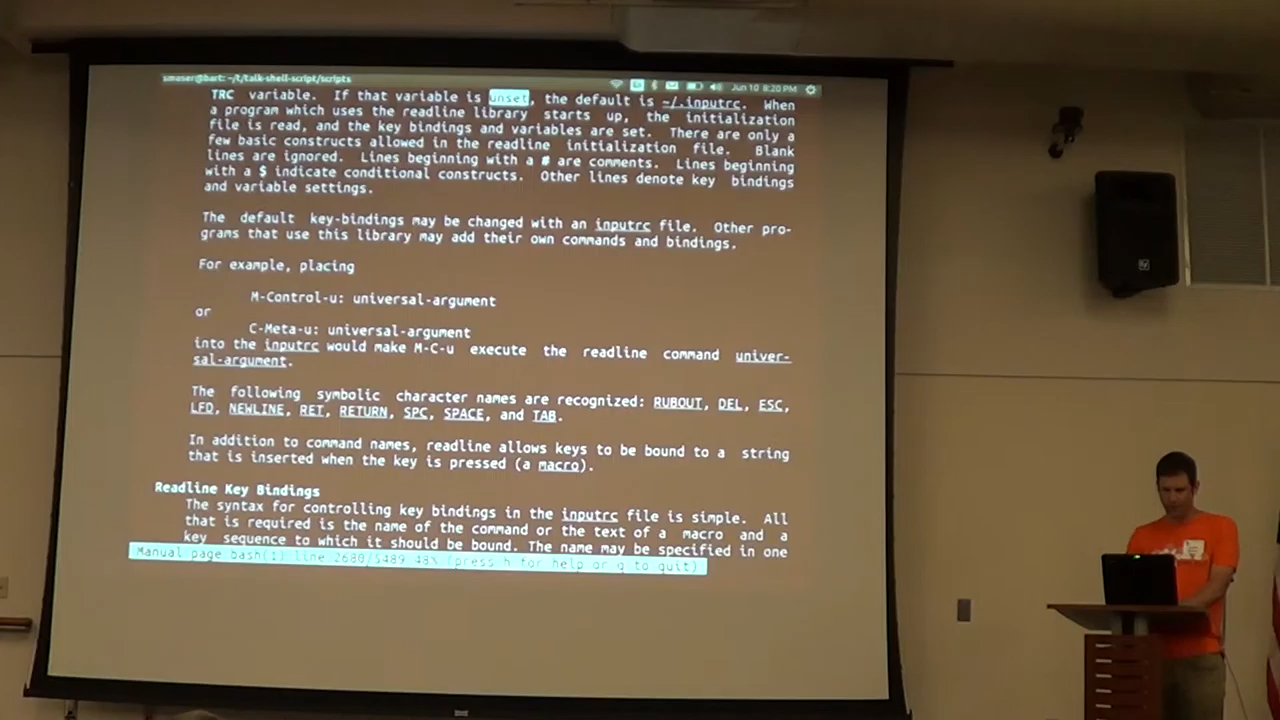 smoser@bart: ~/t/talk-shell-script/scripts
Jun 10 8:20 PM
TRC variable. If that variable is unset, the default is ~/.inputrc. When
a program which uses the readline library starts up, the initialization
file is read, and the key bindings and variables are set. There are only a
few basic constructs allowed in the readline initialization file. Blank
lines are ignored. Lines beginning with a # are comments. Lines beginning
with a $ indicate conditional constructs. Other lines denote key bindings
and variable settings.
The default key-bindings may be changed with an inputrc file. Other pro-
grams that use this library may add their own commands and bindings.
For example, placing
M-Control-u: universal-argument
or
C-Meta-u: universal-argument
into the inputrc would make M-C-u execute the readline command univer-
sal-argument.
The following symbolic character names are recognized: RUBOUT, DEL, ESC,
LFD, NEWLINE, RET, RETURN, SPC, SPACE, and TAB.
In addition to command names, readline allows keys to be bound to a string
that is inserted when the key is pressed (a macro).
Readline Key Bindings
The syntax for controlling key bindings in the inputrc file is simple. All
that is required is the name of the command or the text of a macro and a
key sequence to which it should be bound. The name may be specified in one
Manual page bash(1) line 2680/5489 48% (press h for help or q to quit)